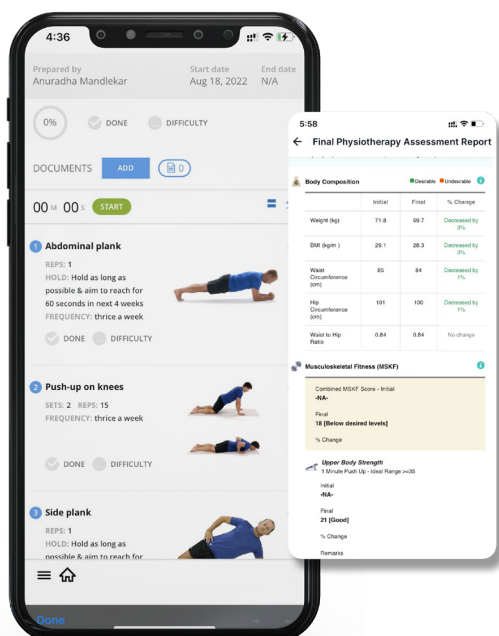 4:36
Prepared by
Anuradha Mandlekar
Start date
Aug 18, 2022
End date
N/A
0%
DONE
DIFFICULTY
DOCUMENTS
ADD
0
00 M 00 S
START
1 Abdominal plank
REPS: 1
HOLD: Hold as long as
possible & aim to reach for
60 seconds in next 4 weeks
FREQUENCY: thrice a week
DONE
DIFFICULTY
2 Push-up on knees
SETS: 2 REPS: 15
FREQUENCY: thrice a week
DONE
DIFFICULTY
3 Side plank
REPS: 1
HOLD: Hold as long as
possible & aim to reach for
Done
5:58
Final Physiotherapy Assessment Report
Body Composition
Desirable
Undesirable
Initial Final % Change
Weight (kg) 71.8 69.7 Decreased by
3%
BMI (kg/m ) 29.1 28.3 Decreased by
3%
Waist
Circumference
(cm)
85 84 Decreased by
1%
Hip
Circumference
(cm)
101 100 Decreased by
1%
Waist to Hip
Ratio
0.84 0.84 No change
Musculoskeletal Fitness (MSKF)
Combined MSKF Score - Initial
-NA-
Final
18 [Below desired levels]
% Change
Upper Body Strength
1 Minute Push Up - Ideal Range >=35
Initial
-NA-
Final
21 [Good]
% Change
Remarks